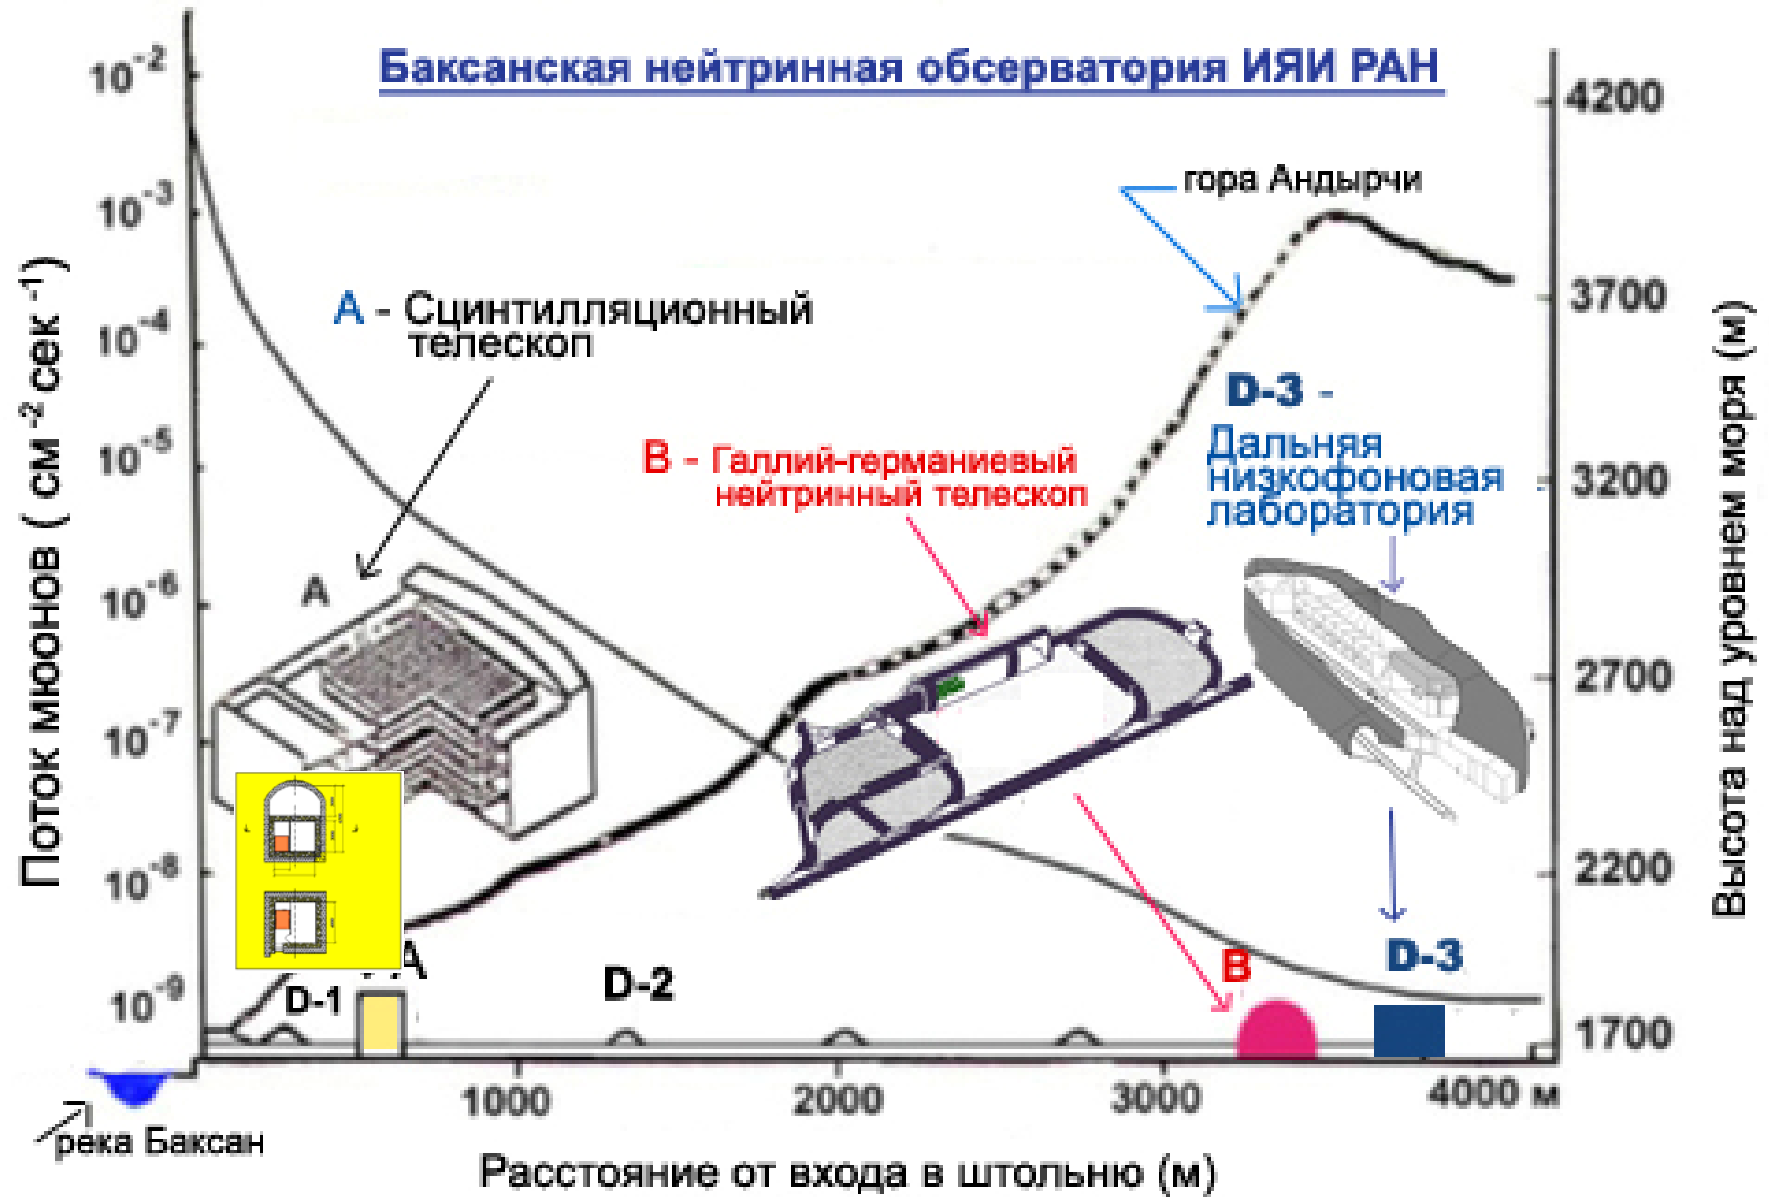 Баксанская нейтринная обсерватория ИЯИ РАН
Поток мюонов ( см -2 сек -1)
10-2
10-3
10-4
10-5
10-6
10-7
10-8
10-9
4200
3700
3200
2700
2200
1700
Высота над уровнем моря (м)
гора Андырчи
А - Сцинтилляционный
телескоп
В - Галлий-германиевый
нейтринный телескоп
D-3 -
Дальняя
низкофоновая
лаборатория
А
А
D-1
D-2
В
D-3
1000
2000
3000
4000 м
река Баксан
Расстояние от входа в штольню (м)